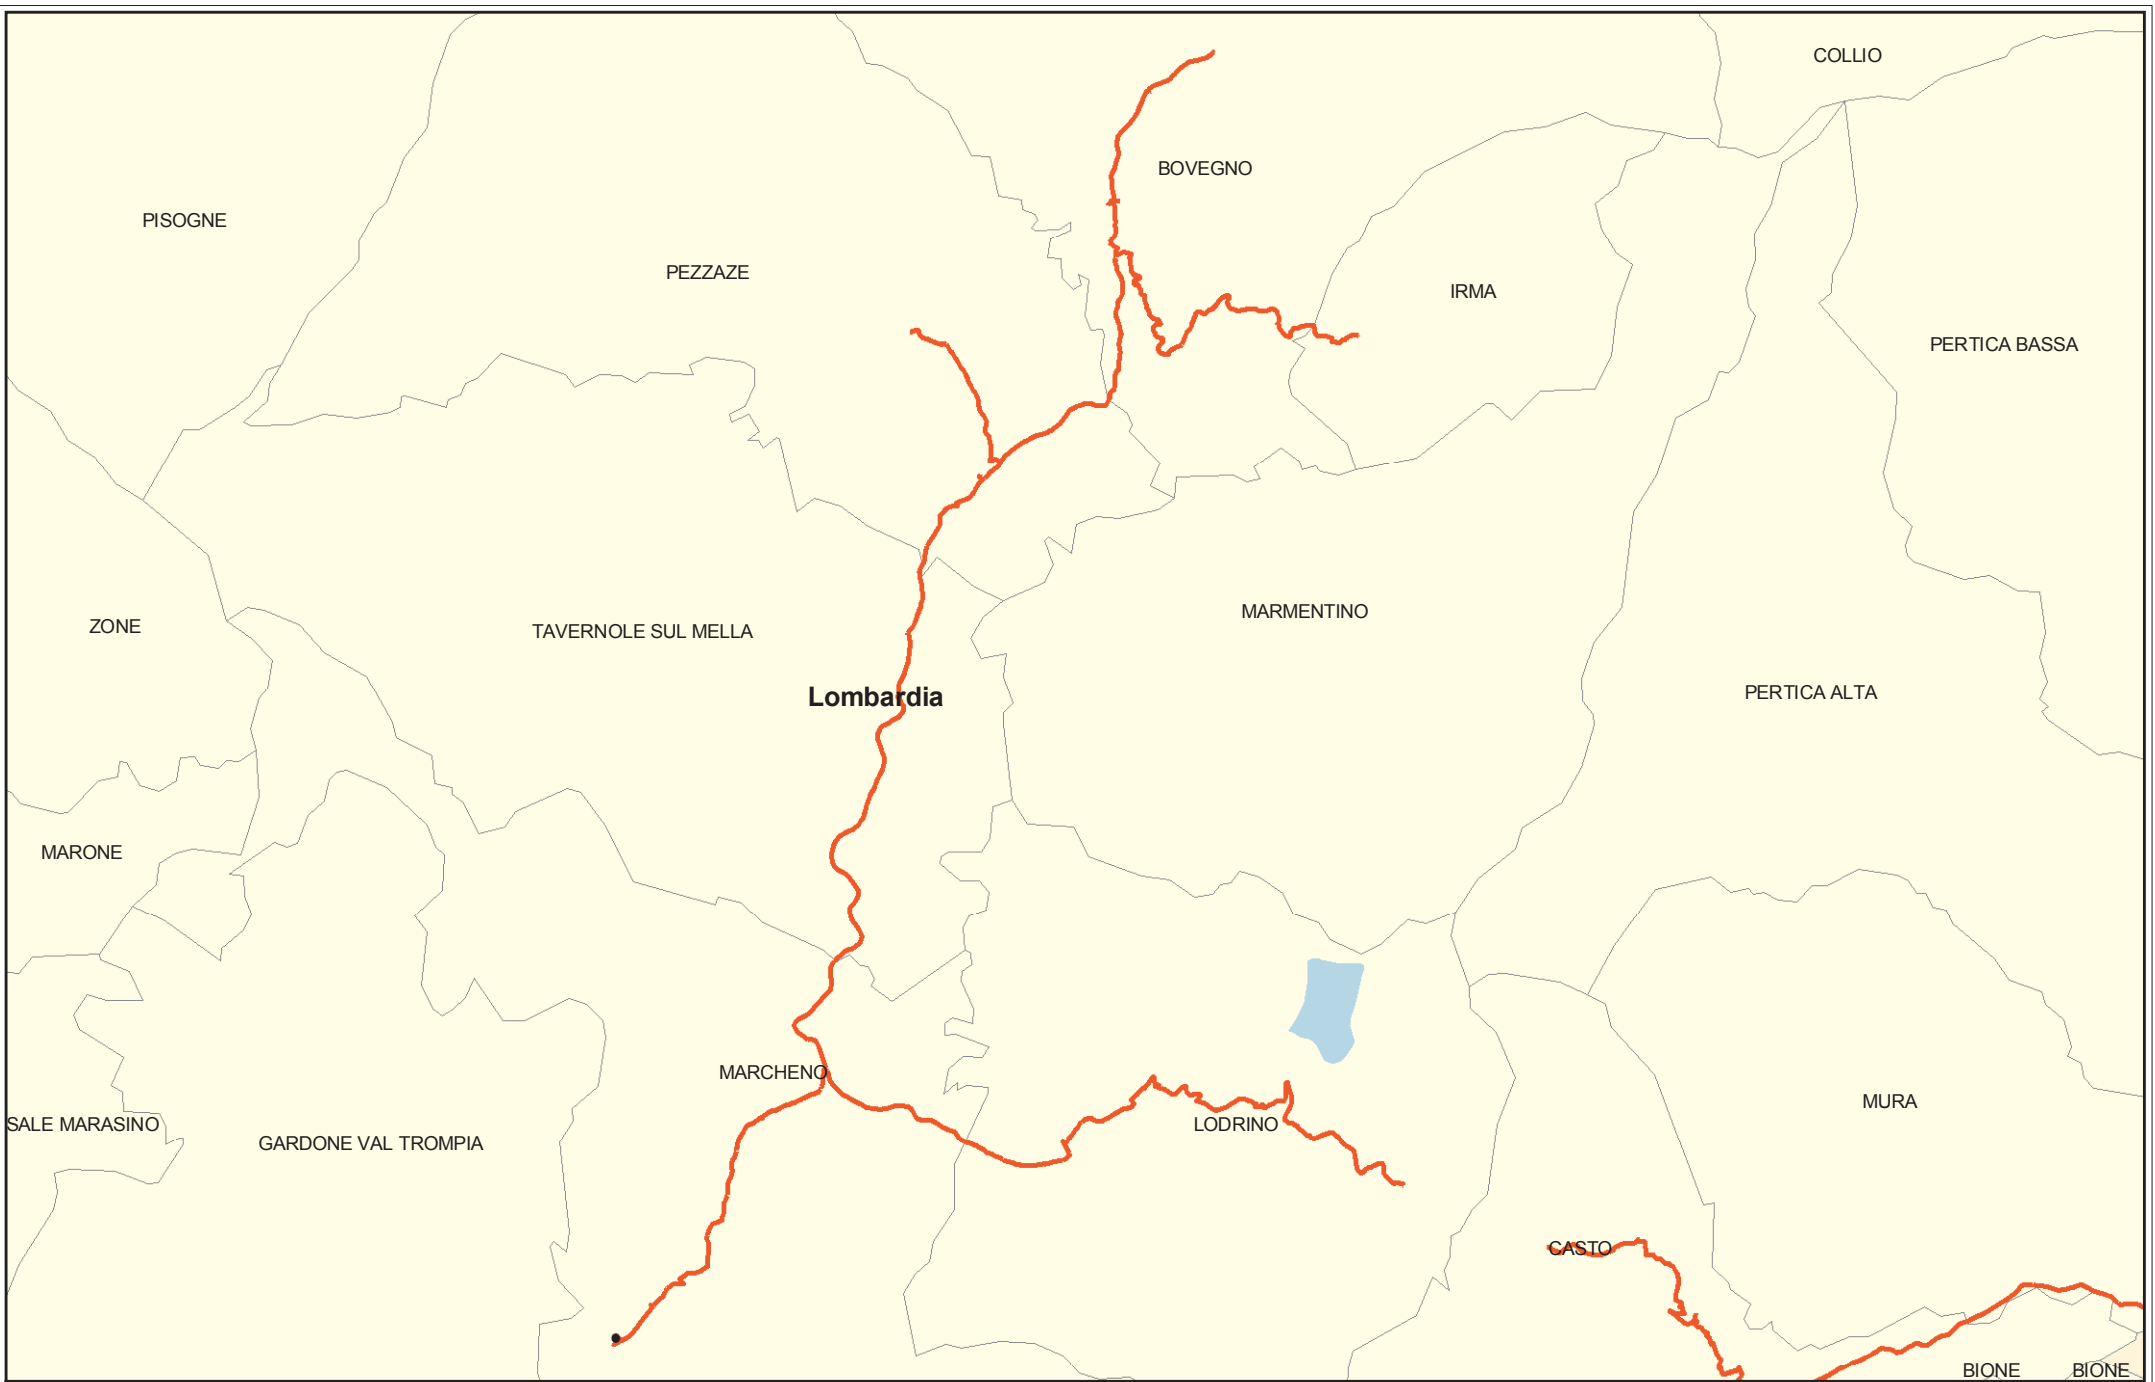 COLLIO
BOVEGNO
PISOGNE
PEZZAZE
IRMA
PERTICA BASSA
MARMENTINO
ZONE
TAVERNOLE SUL MELLA
PERTICA ALTA
Lombardia
MARONE
MARCHENO
MURA
SALE MARASINO
LODRINO
GARDONE VAL TROMPIA
CASTO
BIONE
BIONE